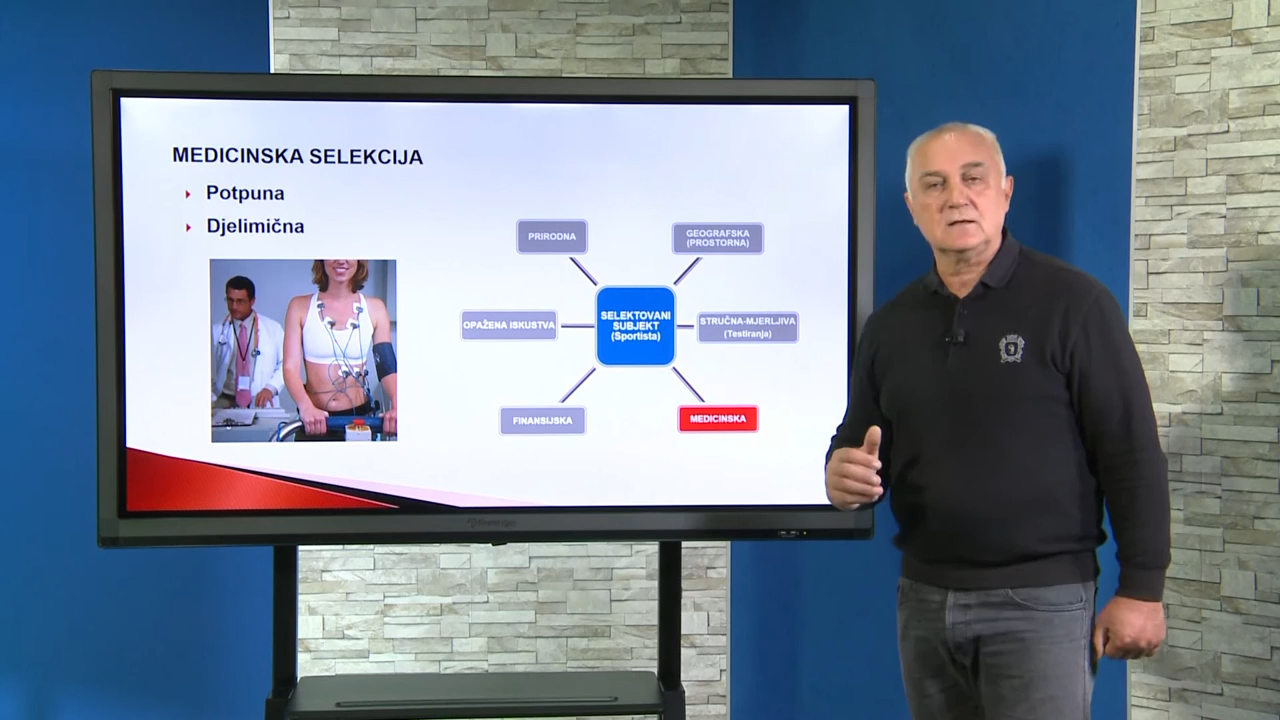 MEDICINSKA SELEKCIJA
Potpuna
Djelimična
PRIRODNA
GEOGRAFSKA
(PROSTORNA)
OPAŽENA ISKUSTVA
SELEKTOVANI
SUBJEKT
(Sportista)
STRUČNA-MJERLJIVA
(Testiranja)
FINANSIJSKA
MEDICINSKA